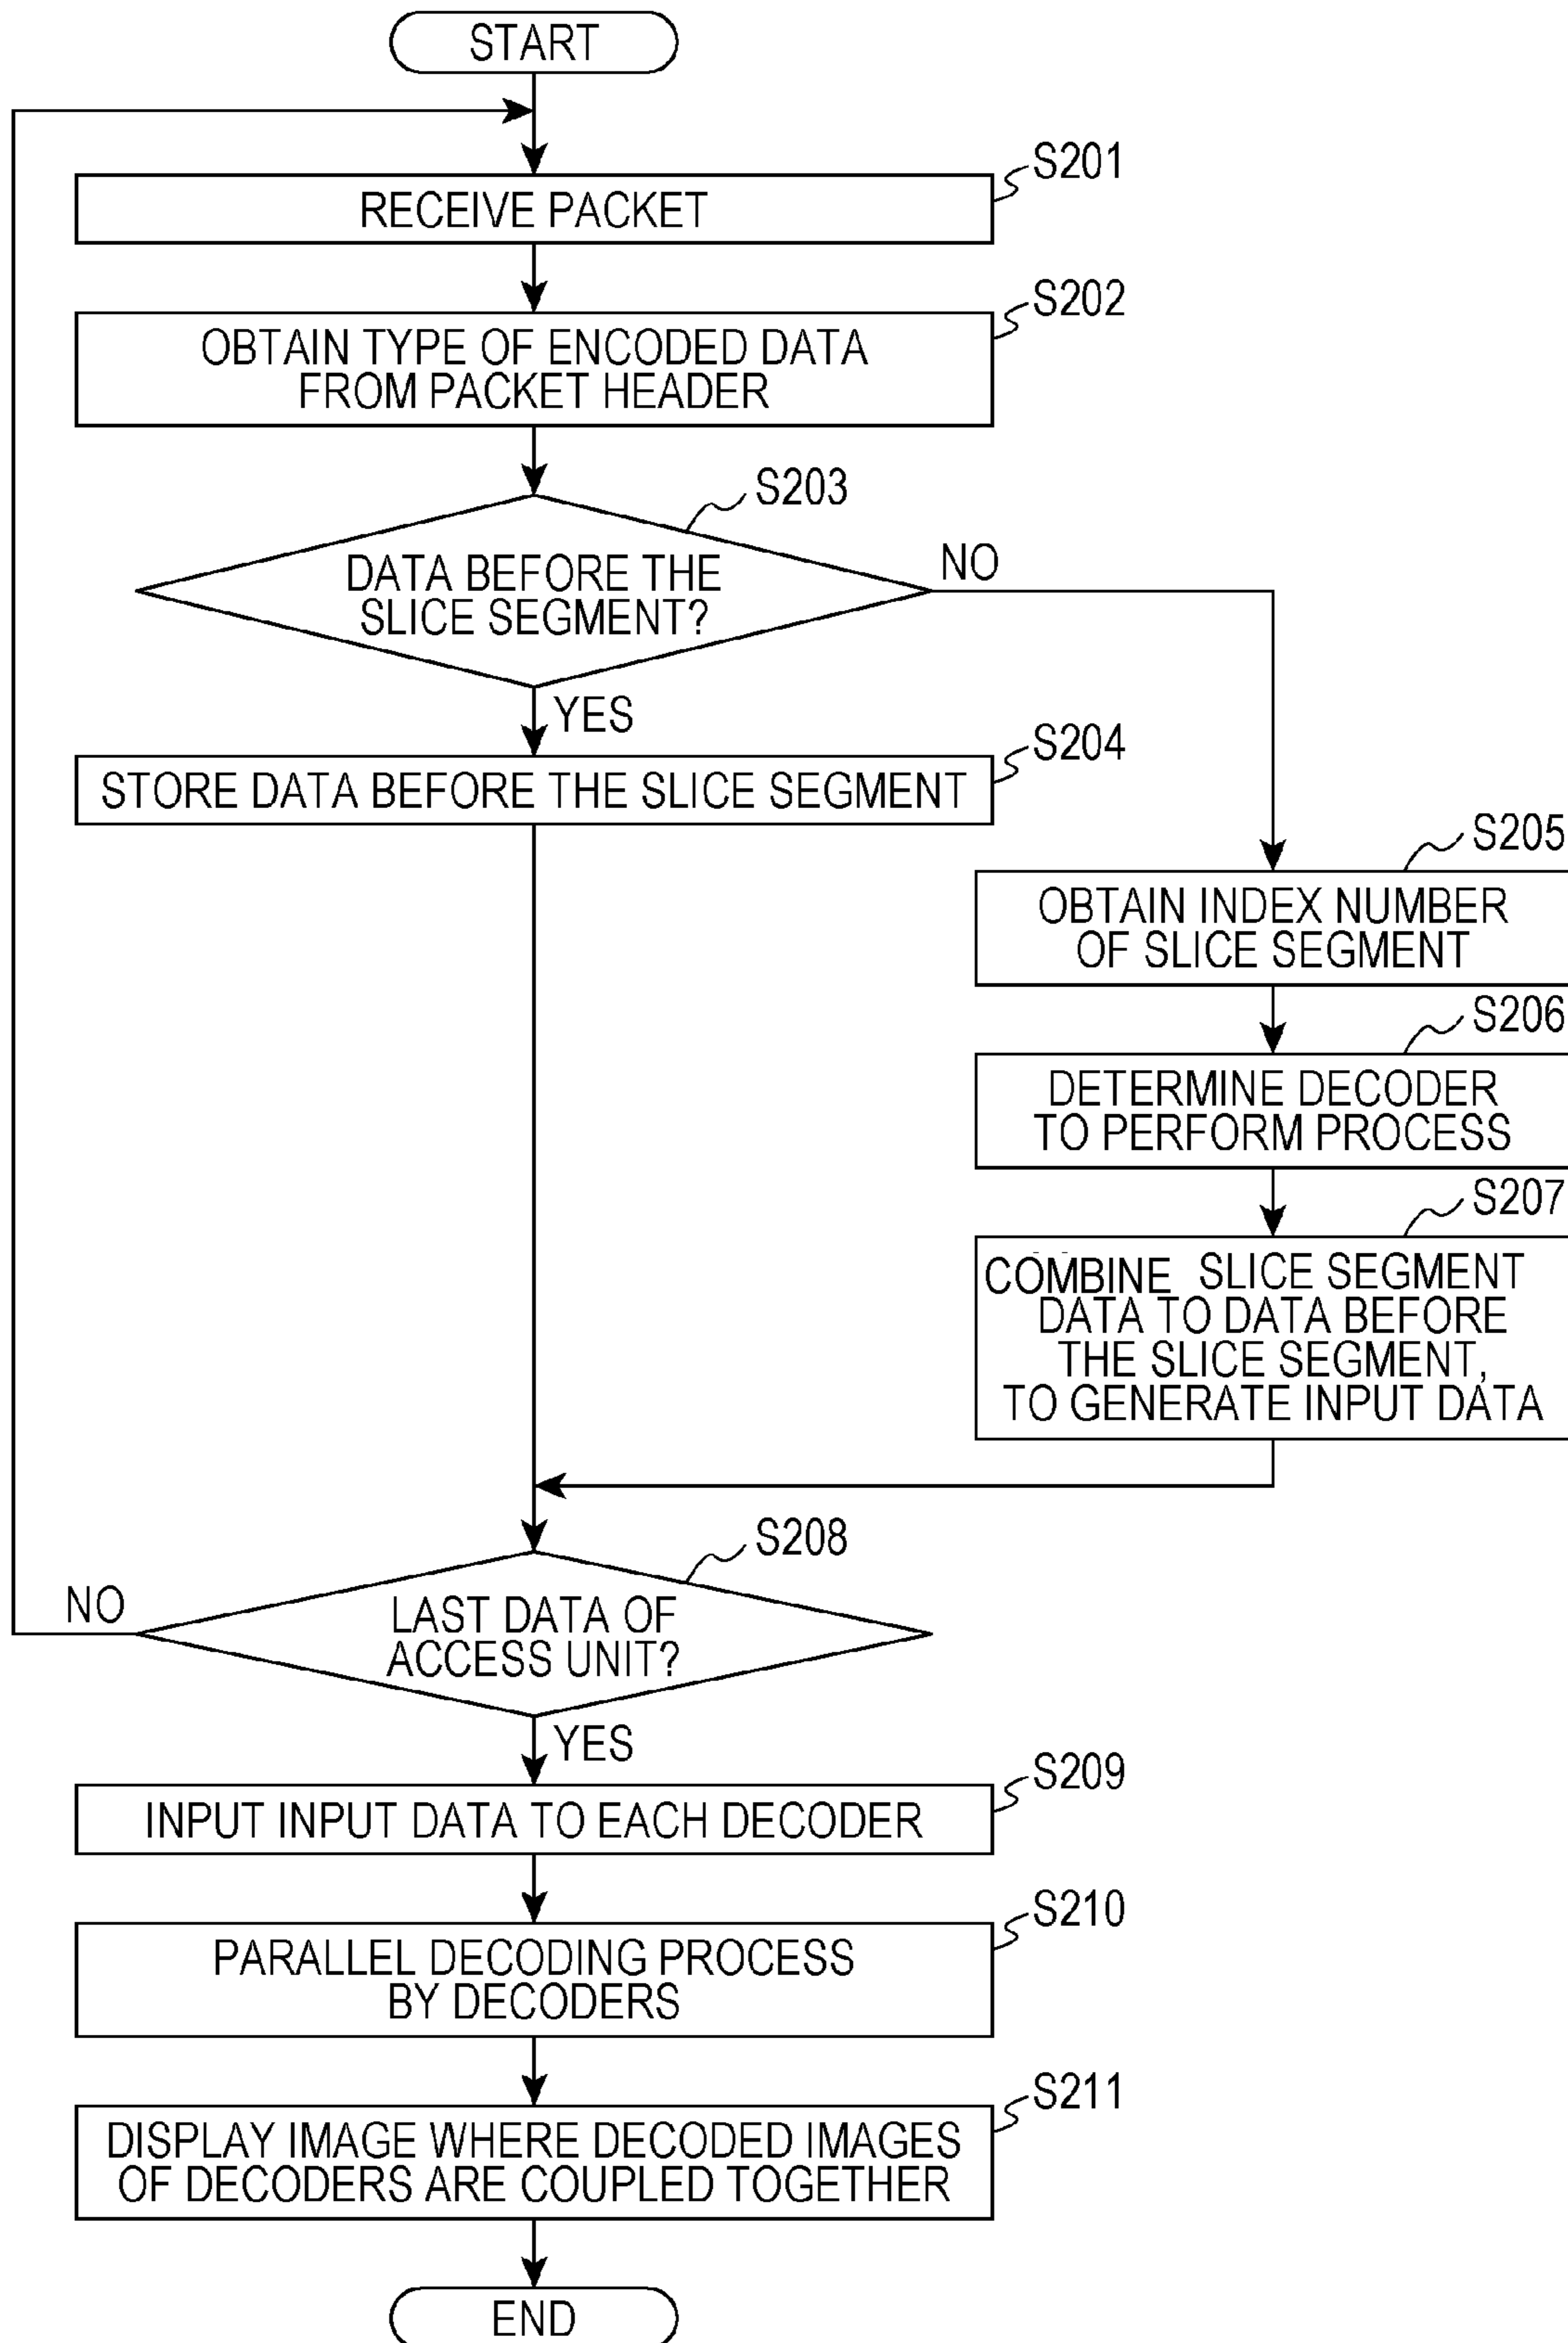 START
S201
RECEIVE PACKET
S202
OBTAIN TYPE OF ENCODED DATA
FROM PACKET HEADER
S203
DATA BEFORE THE
SLICE SEGMENT?
NO
YES
S204
STORE DATA BEFORE THE SLICE SEGMENT
S205
OBTAIN INDEX NUMBER
OF SLICE SEGMENT
S206
DETERMINE DECODER
TO PERFORM PROCESS
S207
COMBINE SLICE SEGMENT
DATA TO DATA BEFORE
THE SLICE SEGMENT,
TO GENERATE INPUT DATA
S208
LAST DATA OF
ACCESS UNIT?
NO
YES
S209
INPUT INPUT DATA TO EACH DECODER
S210
PARALLEL DECODING PROCESS
BY DECODERS
S211
DISPLAY IMAGE WHERE DECODED IMAGES
OF DECODERS ARE COUPLED TOGETHER
END